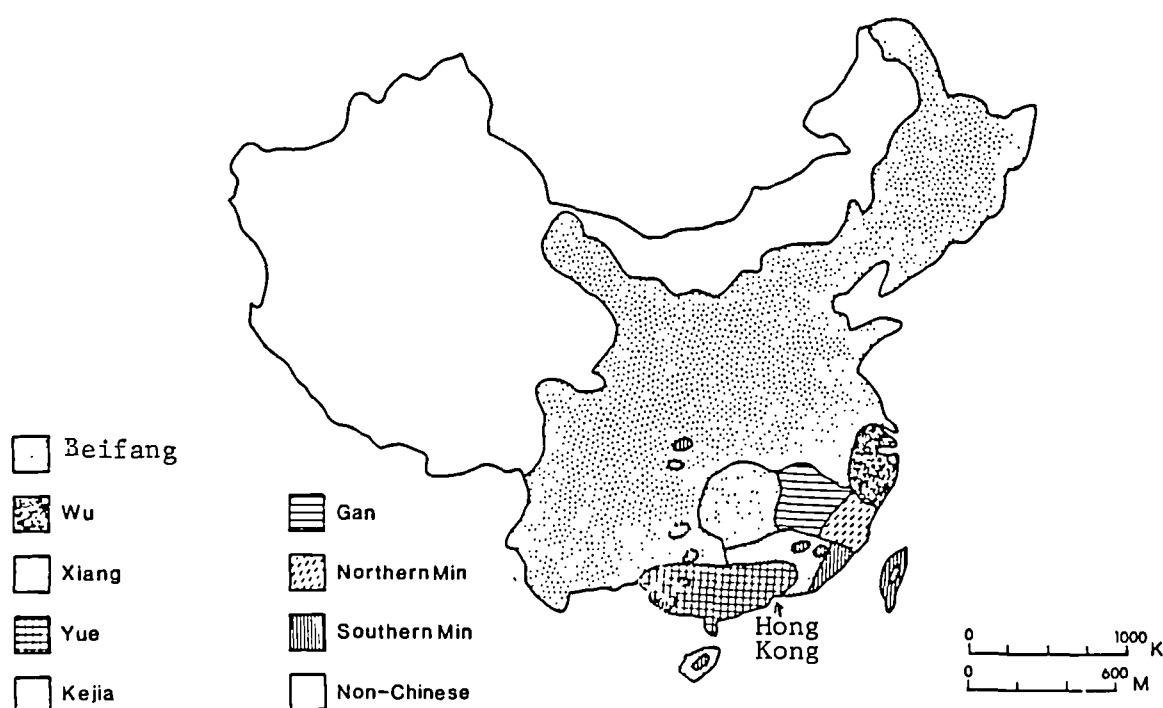 Beifang
Wu
Xiang
Yue
Kejia
Gan
Northern Min
Southern Min
Non-Chinese
Hong
Kong
0 1000 K
0 600 M